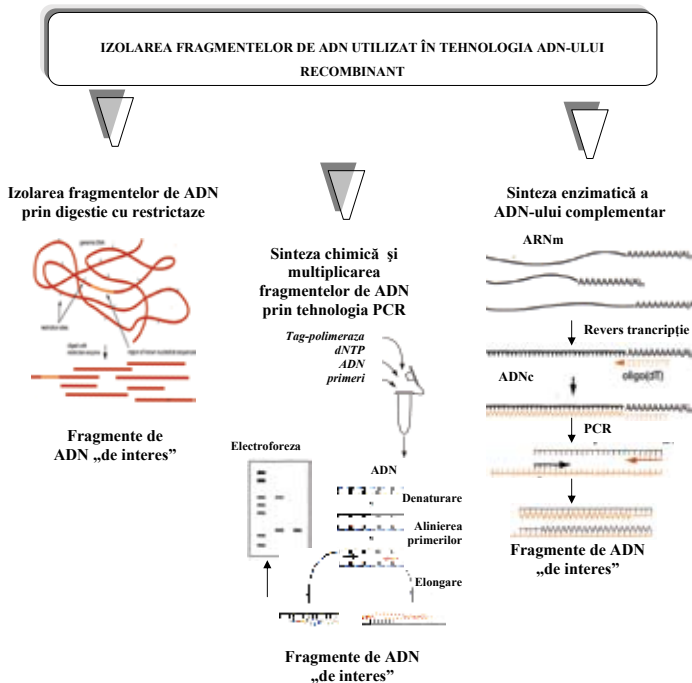 IZOLAREA FRAGMENTELOR DE ADN UTILIZAT ÎN TEHNOLOGIA ADN-ULUI
RECOMBINANT
Izolarea fragmentelor de ADN
prin digestie cu restrictaze
Fragmente de
ADN „de interes”
Sinteza chimică și
multiplicarea
fragmentelor de ADN
prin tehnologia PCR
Tag-polimeraza
dNTP
ADN
primeri
Electroforeza
ADN
Denaturare
Alinierea
primerilor
Elongare
Fragmente de ADN
„de interes”
Sinteza enzimatică a
ADN-ului complementar
ARNm
Revers trancripție
ADNc
oligo(dT)
PCR
Fragmente de ADN
„de interes”